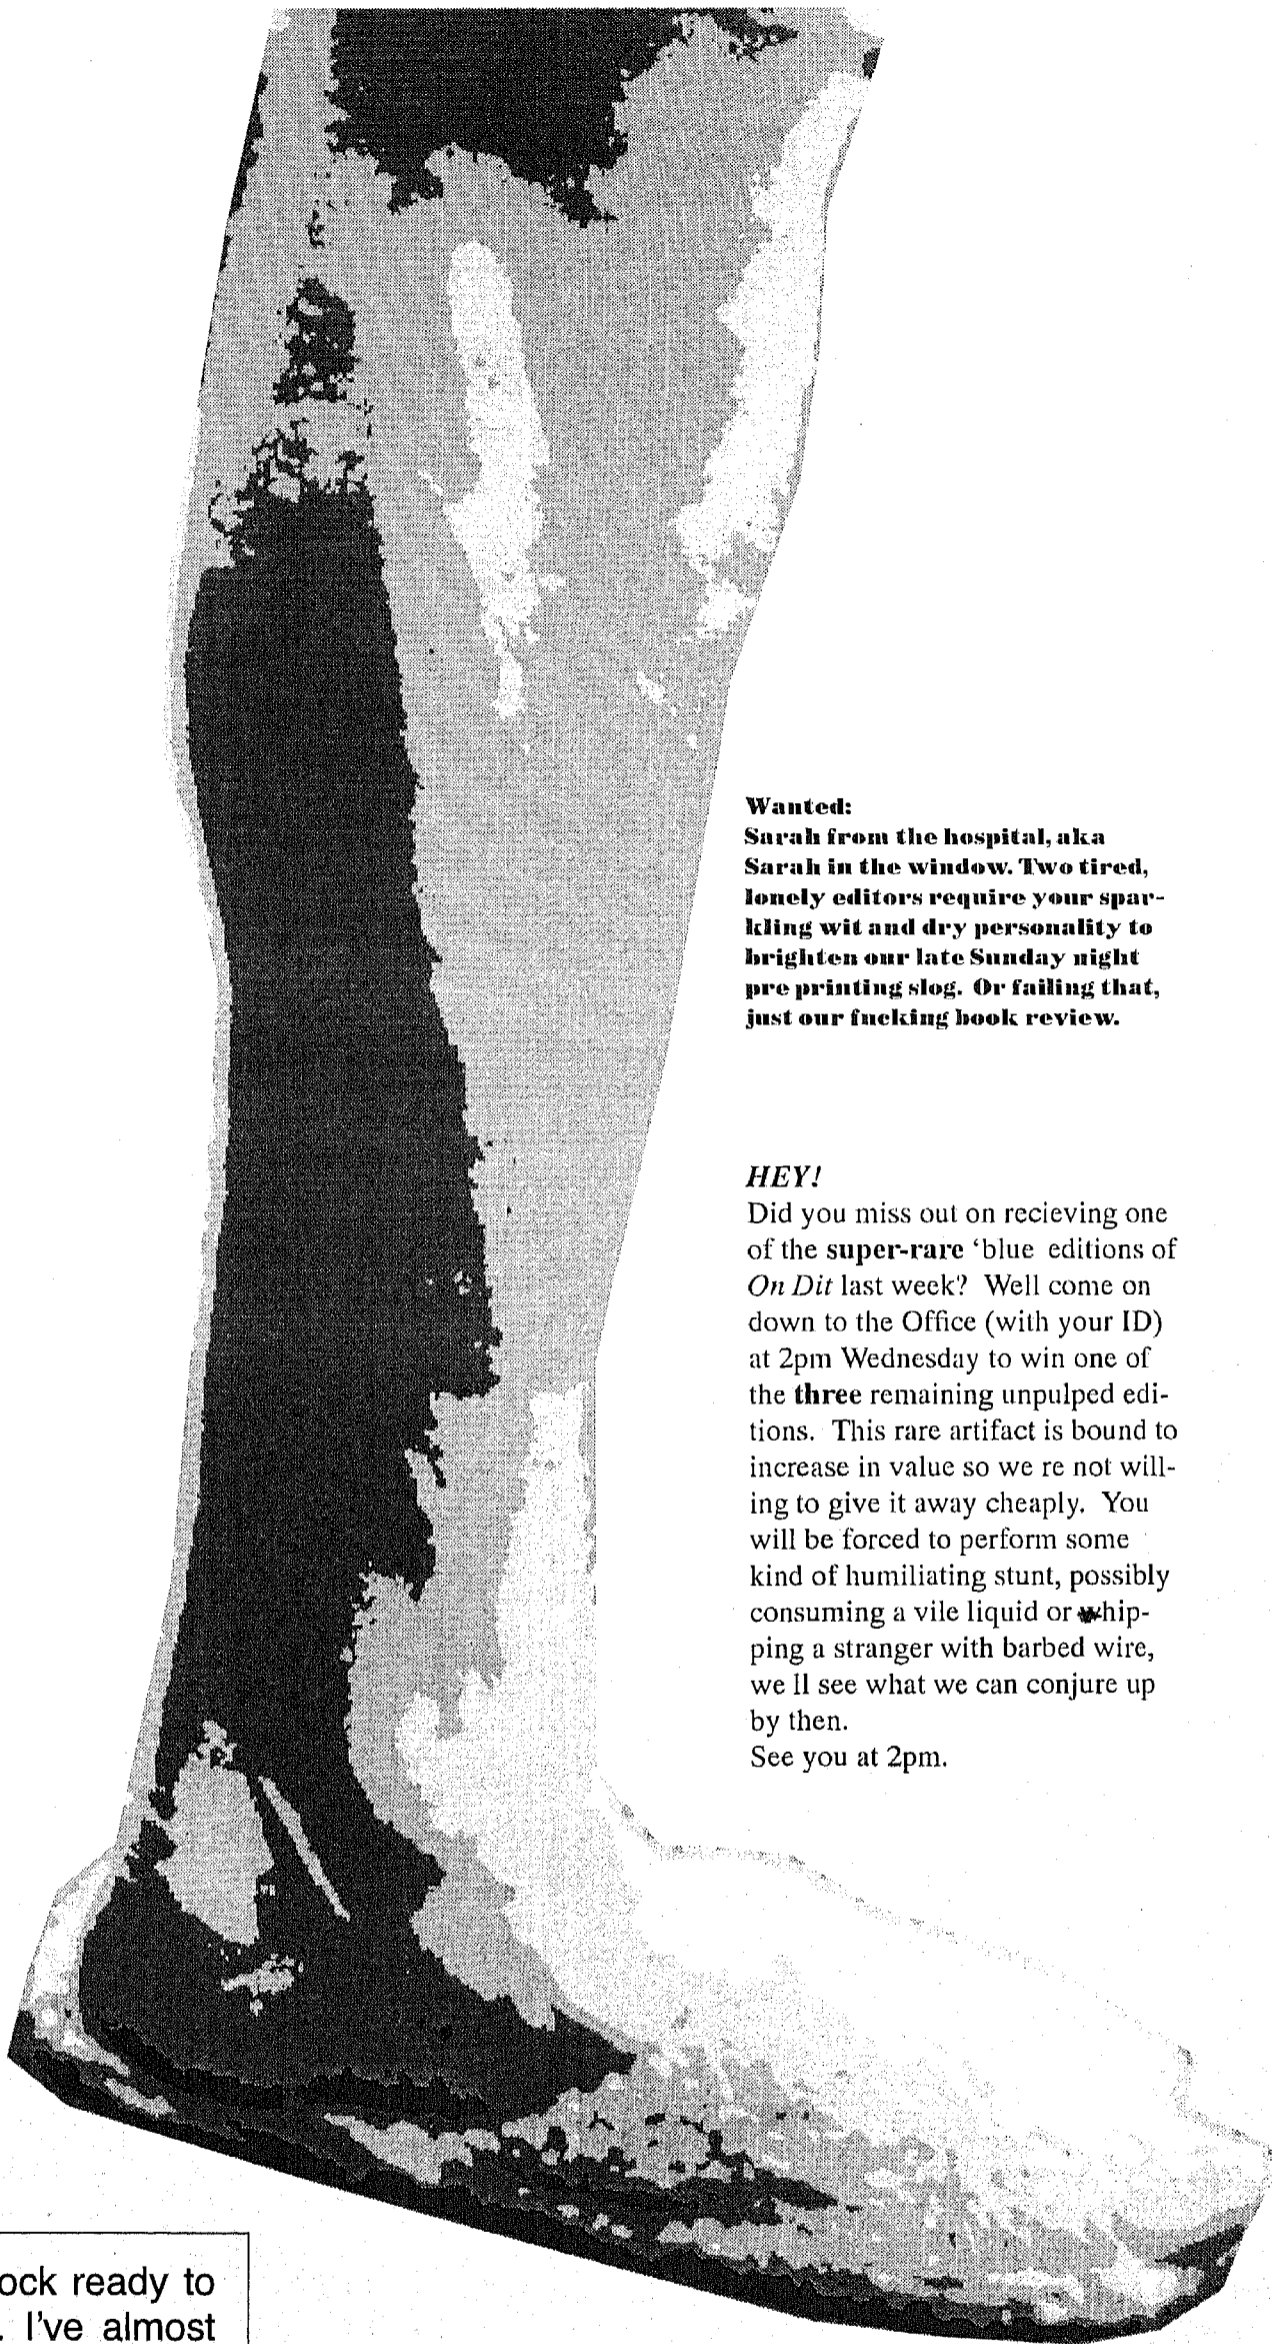 Wanted:
Sarah from the hospital, aka
Sarah in the window. Two tired,
lonely editors require your spar-
kling wit and dry personality to
brighten our late Sunday night
pre printing slog. Or failing that,
just our fucking book review.
HEY!
Did you miss out on recieving one
of the super-rare ‘blue editions of
On Dit last week? Well come on
down to the Office (with your ID)
at 2pm Wednesday to win one of
the three remaining unpulped edi-
tions. This rare artifact is bound to
increase in value so we re not will-
ing to give it away cheaply. You
will be forced to perform some
kind of humiliating stunt, possibly
consuming a vile liquid or whip-
ping a stranger with barbed wire,
we ll see what we can conjure up
by then.
See you at 2pm.
ock ready to
. I've almost